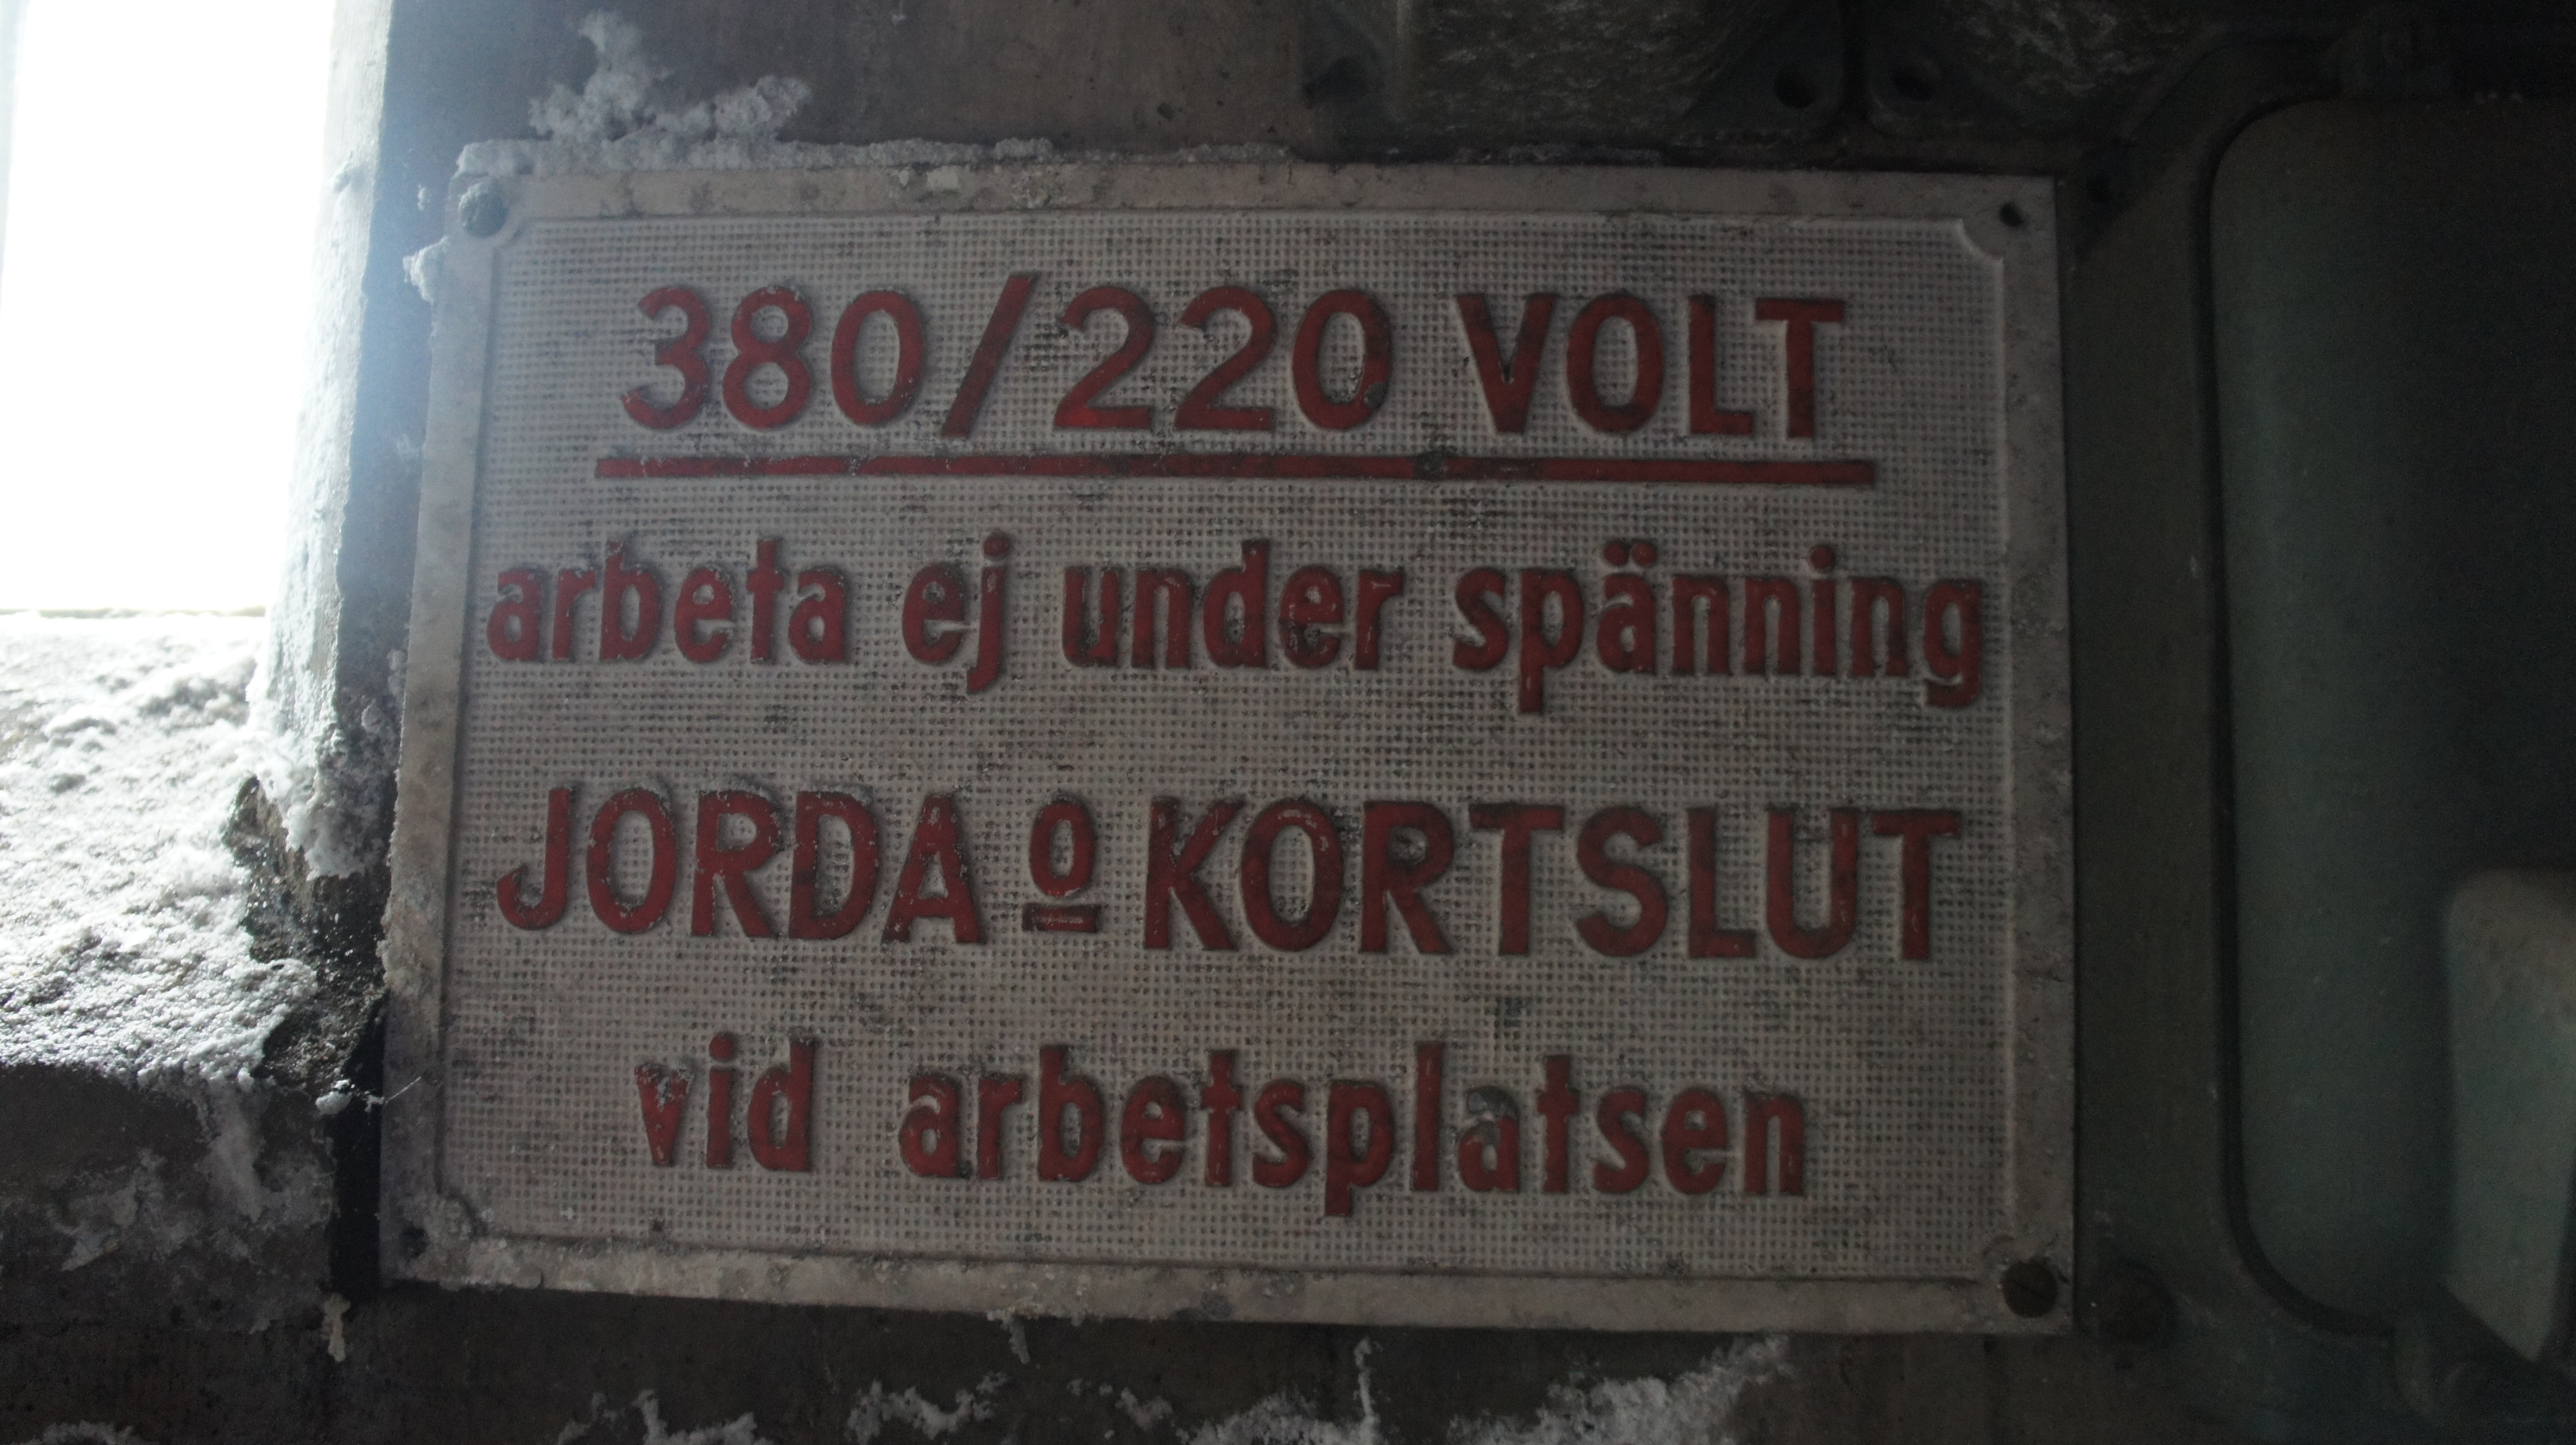 380/220 VOLT
arbeta ej under spänning
JORDA o KORTSLUT
vid arbetsplatsen